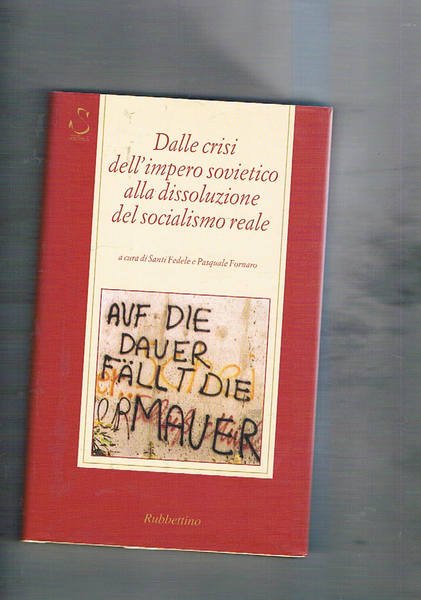 Dalle crisi
dell'impero sovietico
alla dissoluzione
del socialismo reale
a cura di Santi Fedele e Pasquale Fornaro
AUF DIE
DAUER
FÄLLT DIE
MAUER
Rubbettino